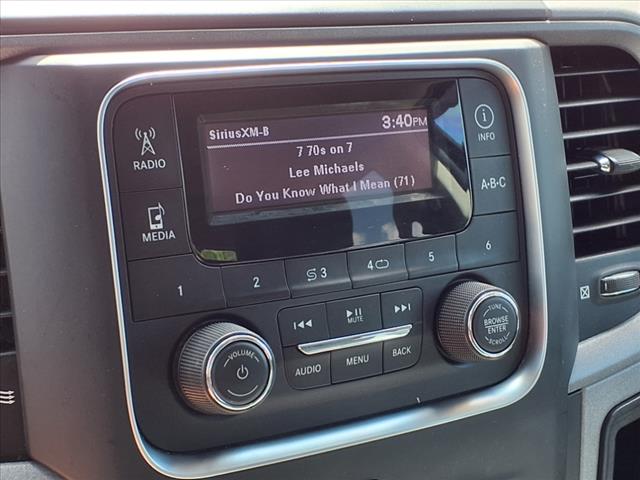 SiriusXM-B 3:40PM
7 70s on 7
Lee Michaels
Do You Know What I Mean (71)
RADIO
MEDIA
i
INFO
A-B-C
1 2 3 4 5 6
MUTE
AUDIO MENU BACK
VOLUME
TUNE
BROWSE
ENTER
SCROLL